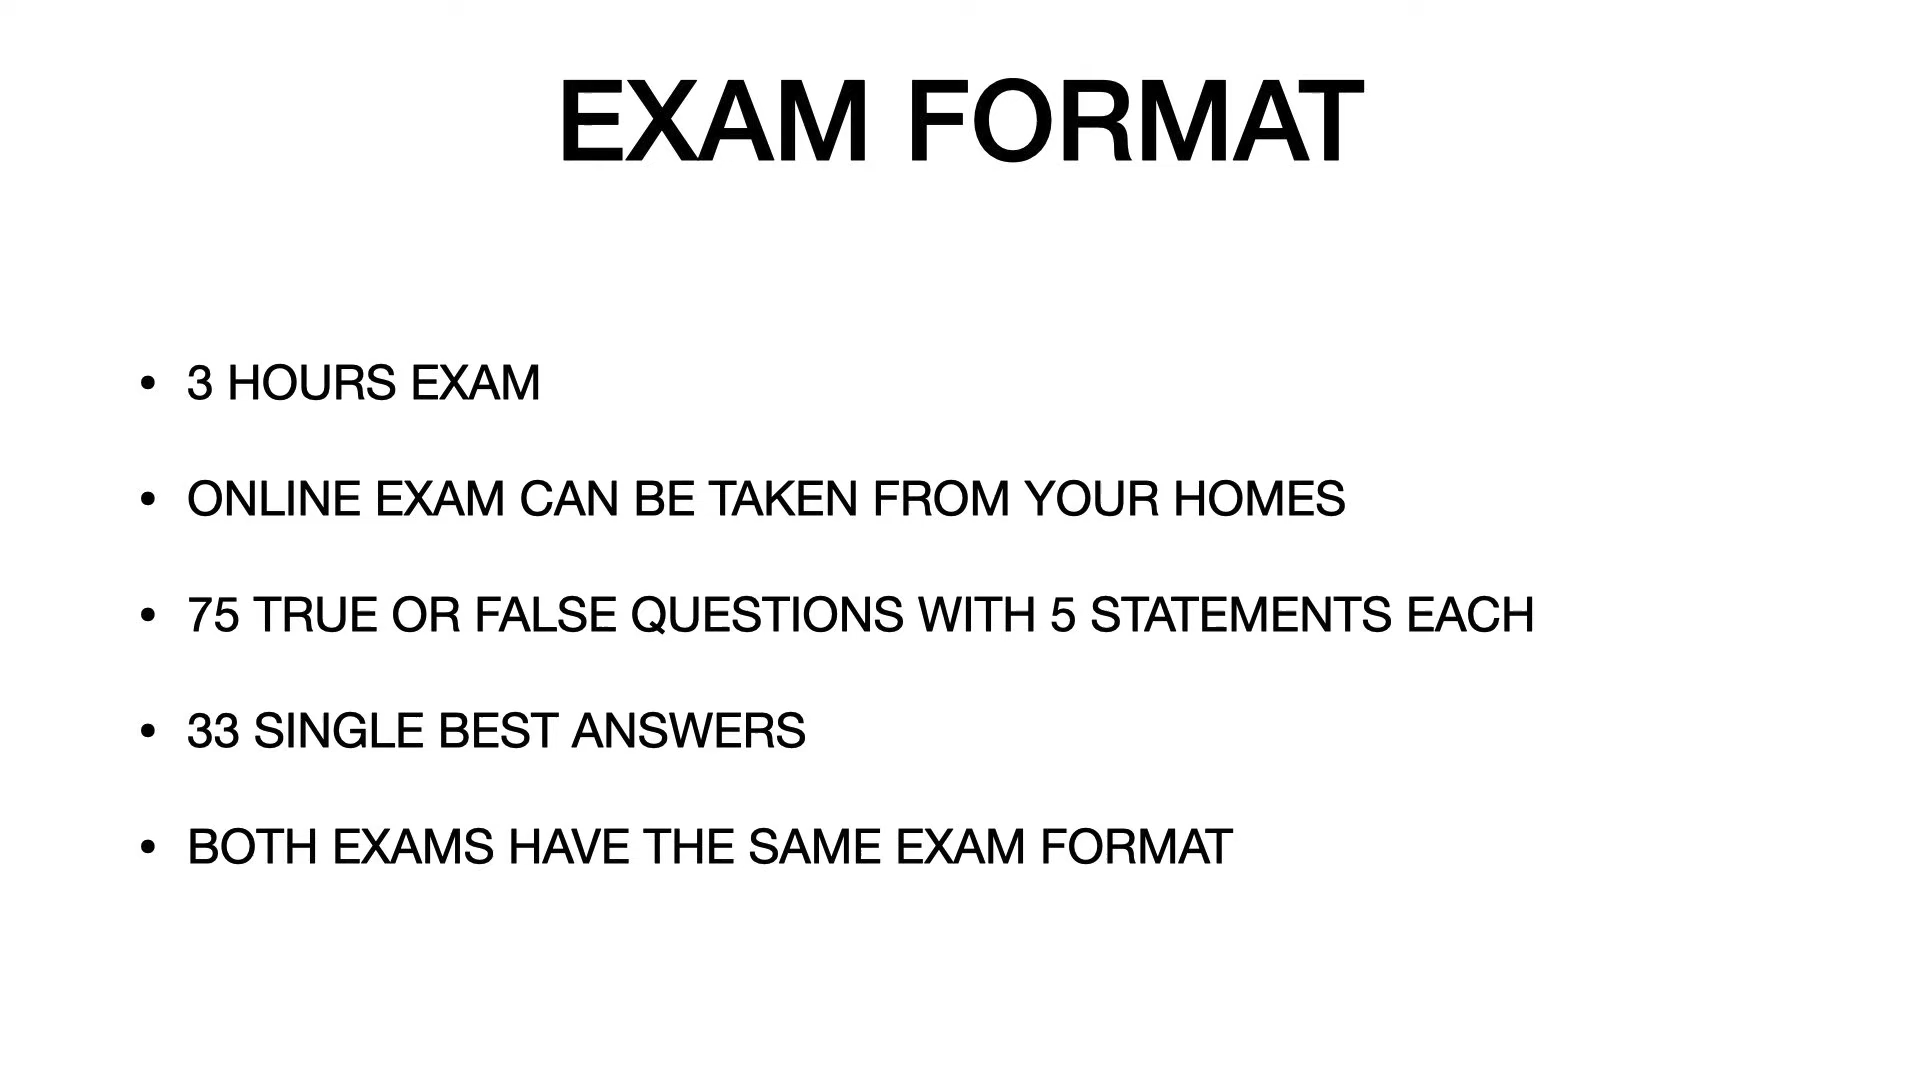 EXAM FORMAT
• 3 HOURS EXAM
• ONLINE EXAM CAN BE TAKEN FROM YOUR HOMES
• 75 TRUE OR FALSE QUESTIONS WITH 5 STATEMENTS EACH
• 33 SINGLE BEST ANSWERS
• BOTH EXAMS HAVE THE SAME EXAM FORMAT